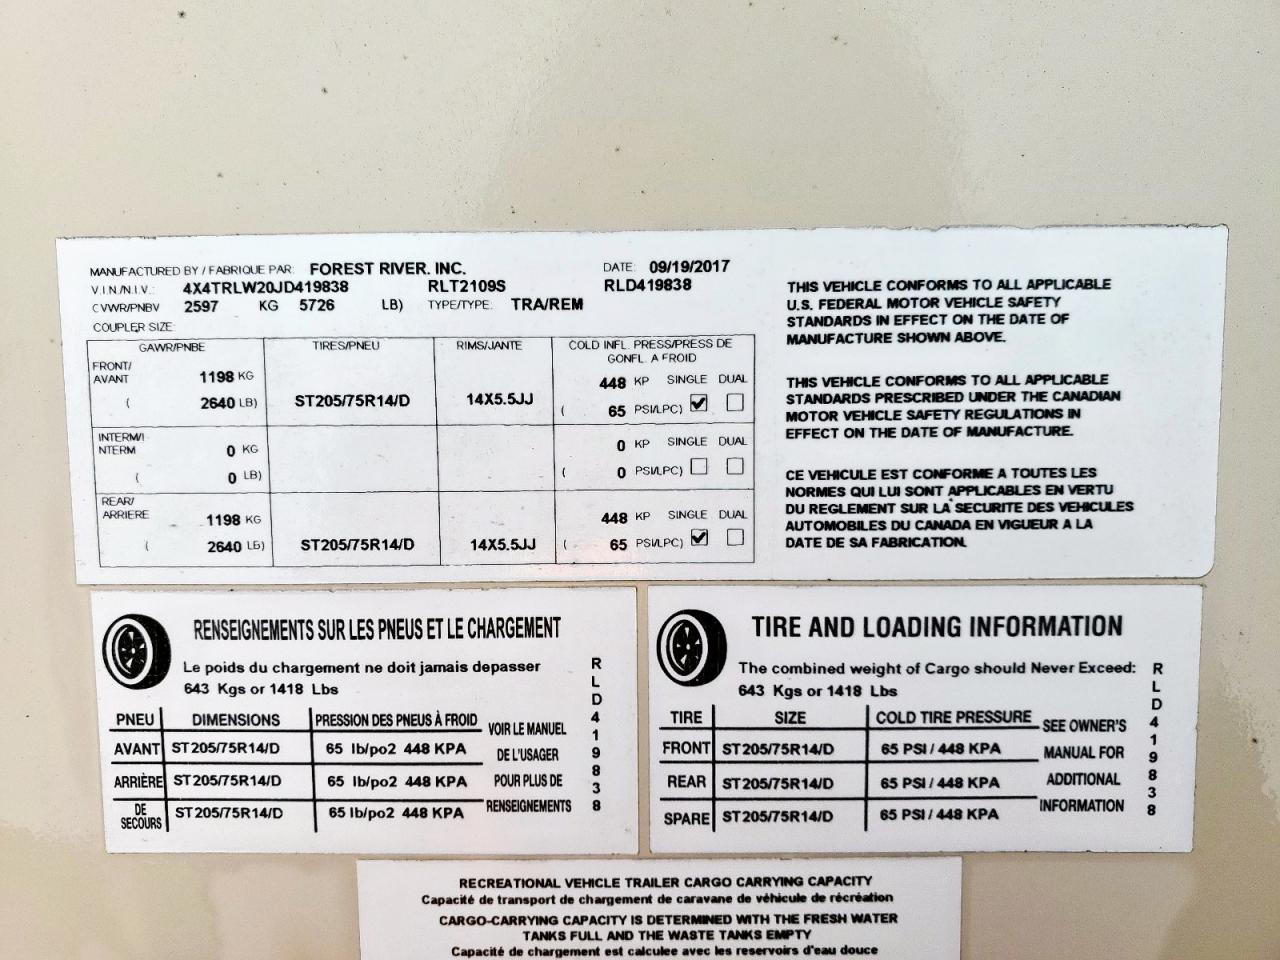 MANUFACTURED BY / FABRIQUE PAR: FOREST RIVER. INC. DATE: 09/19/2017
V.I.N./N.I.V.: 4X4TRLW20JD419838 RLT2109S RLD419838
CVWR/PNBV 2597 KG 5726 LB) TYPE/TYPE: TRA/REM
COUPLER SIZE:
GAWR/PNBE TIRES/PNEU RIMS/JANTE COLD INFL. PRESS/PRESS DE
GONFL. A FROID
FRONT/
AVANT 1198 KG 448 KP SINGLE DUAL
( 2640 LB) ST205/75R14/D 14X5.5JJ ( 65 PSI/LPC)
INTERM/I
NTERM 0 KG 0 KP SINGLE DUAL
( 0 LB) ( 0 PSI/LPC)
REAR/
ARRIERE 1198 KG 448 KP SINGLE DUAL
( 2640 LB) ST205/75R14/D 14X5.5JJ ( 65 PSI/LPC)
THIS VEHICLE CONFORMS TO ALL APPLICABLE
U.S. FEDERAL MOTOR VEHICLE SAFETY
STANDARDS IN EFFECT ON THE DATE OF
MANUFACTURE SHOWN ABOVE.
THIS VEHICLE CONFORMS TO ALL APPLICABLE
STANDARDS PRESCRIBED UNDER THE CANADIAN
MOTOR VEHICLE SAFETY REGULATIONS IN
EFFECT ON THE DATE OF MANUFACTURE.
CE VEHICULE EST CONFORME A TOUTES LES
NORMES QUI LUI SONT APPLICABLES EN VERTU
DU REGLEMENT SUR LA SECURITE DES VEHICULES
AUTOMOBILES DU CANADA EN VIGUEUR A LA
DATE DE SA FABRICATION.
RENSEIGNEMENTS SUR LES PNEUS ET LE CHARGEMENT
Le poids du chargement ne doit jamais depasser
643 Kgs or 1418 Lbs
PNEU DIMENSIONS PRESSION DES PNEUS À FROID
AVANT ST205/75R14/D 65 lb/po2 448 KPA
ARRIÈRE ST205/75R14/D 65 lb/po2 448 KPA
DE
SECOURS ST205/75R14/D 65 lb/po2 448 KPA
VOIR LE MANUEL
DE L'USAGER
POUR PLUS DE
RENSEIGNEMENTS
RLD419838
TIRE AND LOADING INFORMATION
The combined weight of Cargo should Never Exceed:
643 Kgs or 1418 Lbs
TIRE SIZE COLD TIRE PRESSURE
FRONT ST205/75R14/D 65 PSI / 448 KPA
REAR ST205/75R14/D 65 PSI / 448 KPA
SPARE ST205/75R14/D 65 PSI / 448 KPA
SEE OWNER'S
MANUAL FOR
ADDITIONAL
INFORMATION
RLD419838
RECREATIONAL VEHICLE TRAILER CARGO CARRYING CAPACITY
Capacité de transport de chargement de caravane de véhicule de récréation
CARGO-CARRYING CAPACITY IS DETERMINED WITH THE FRESH WATER
TANKS FULL AND THE WASTE TANKS EMPTY
Capacité de chargement est calculee avec les reservoirs d'eau douce